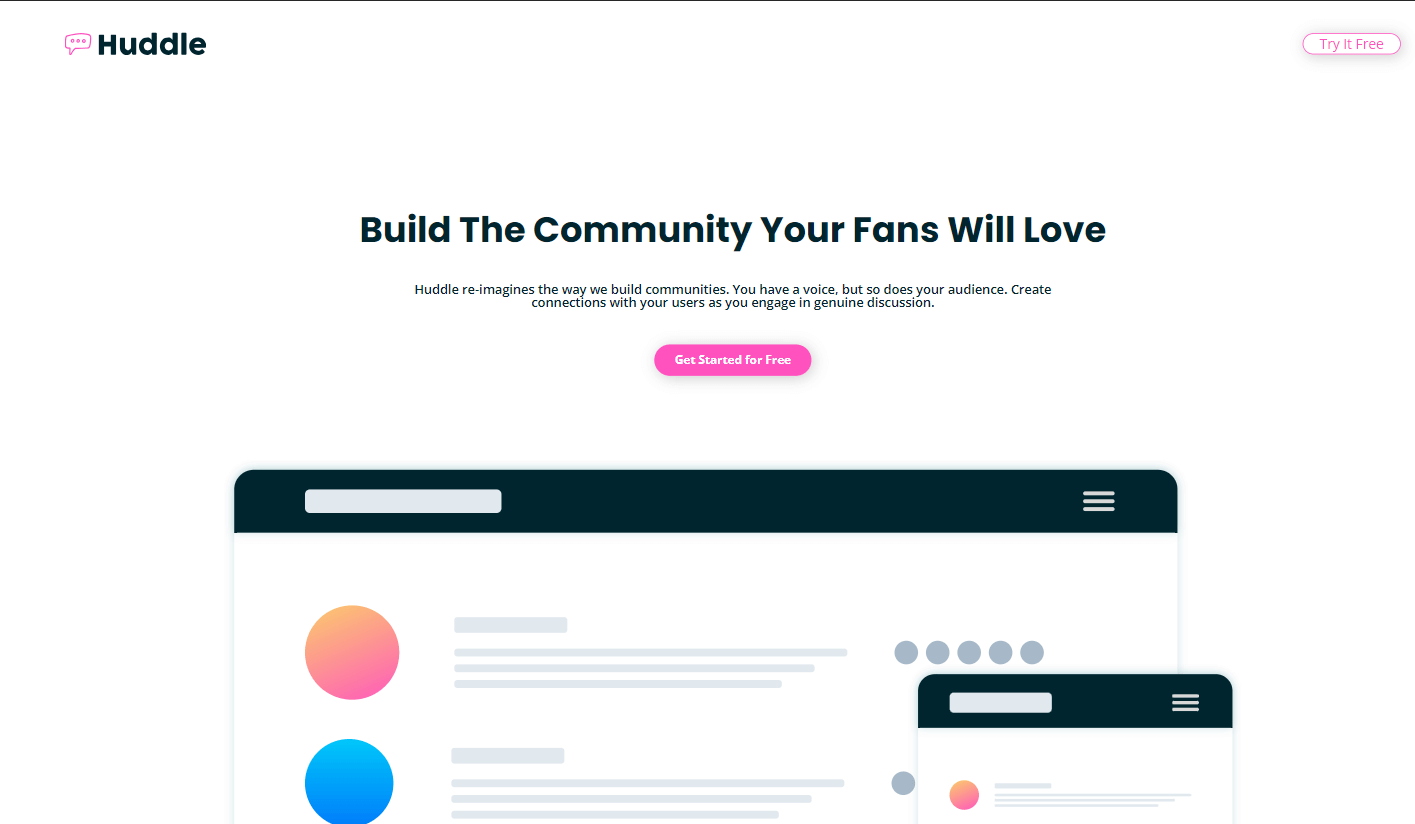 Huddle
Try It Free
Build The Community Your Fans Will Love
Huddle re-imagines the way we build communities. You have a voice, but so does your audience. Create
connections with your users as you engage in genuine discussion.
Get Started for Free